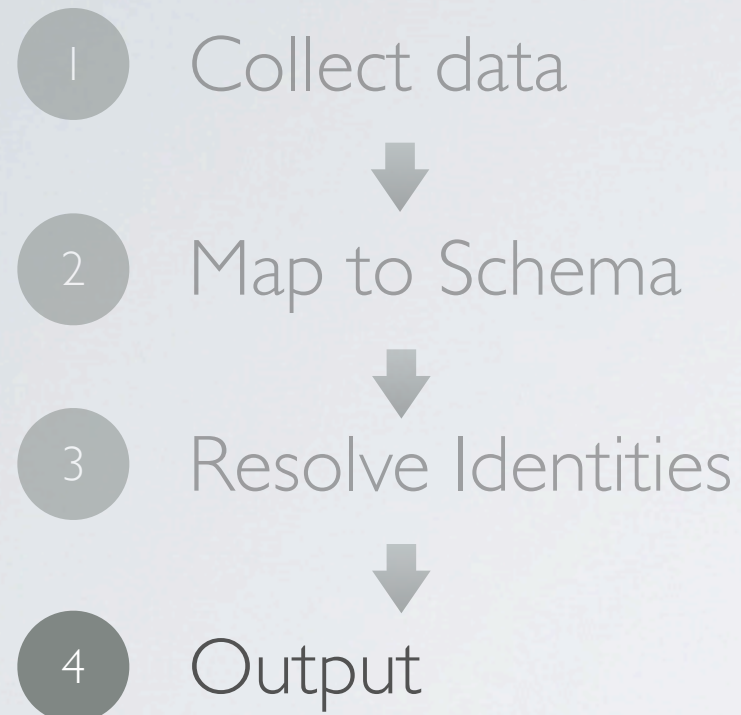 1 Collect data
2 Map to Schema
3 Resolve Identities
4 Output